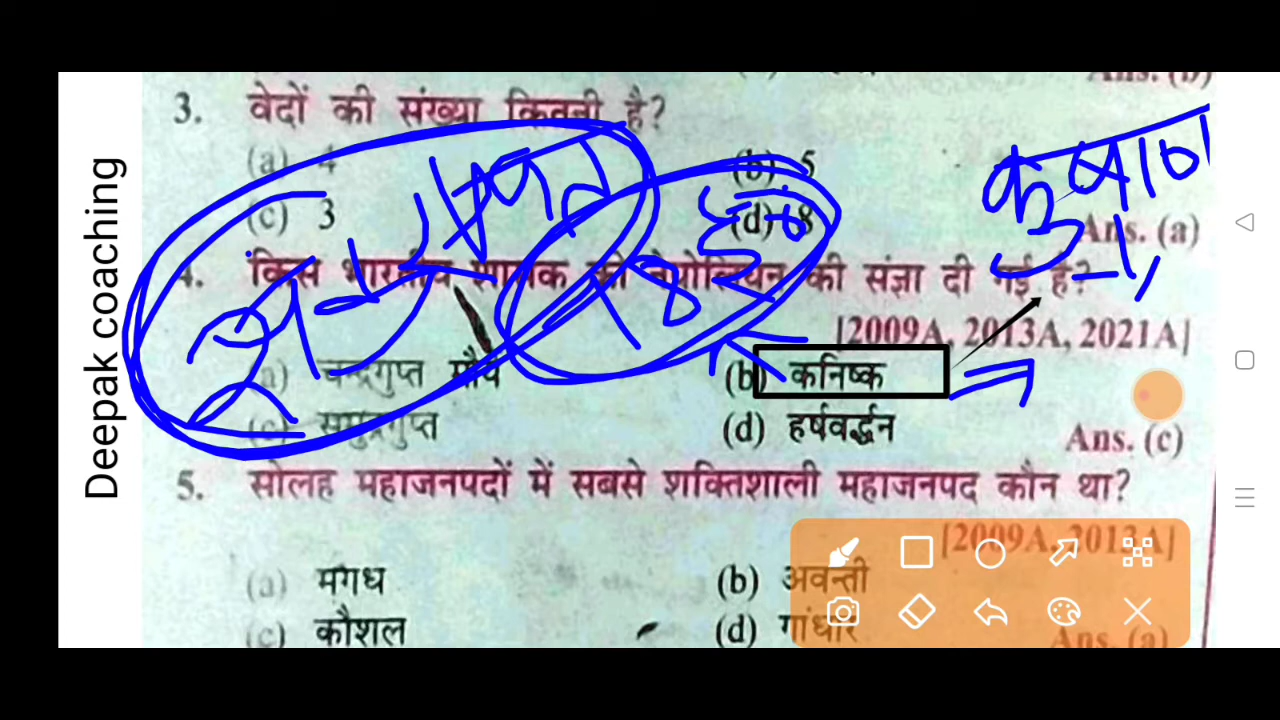 Deepak coaching
Ans. (b)
3. वेदों की संख्या कितनी है?
(a) 4 (b) 5
(c) 3 (d) 8
Ans. (a)
4. किस भारतीय शासक को नेपोलियन की संज्ञा दी गई है?
[2009A, 2013A, 2021A]
(a) चन्द्रगुप्त मौर्य (b) कनिष्क
(c) समुद्रगुप्त (d) हर्षवर्द्धन
Ans. (c)
5. सोलह महाजनपदों में सबसे शक्तिशाली महाजनपद कौन था?
[2009A, 2013A]
(a) मगध (b) अवन्ती
(c) कौशल (d) गांधार
Ans. (a)